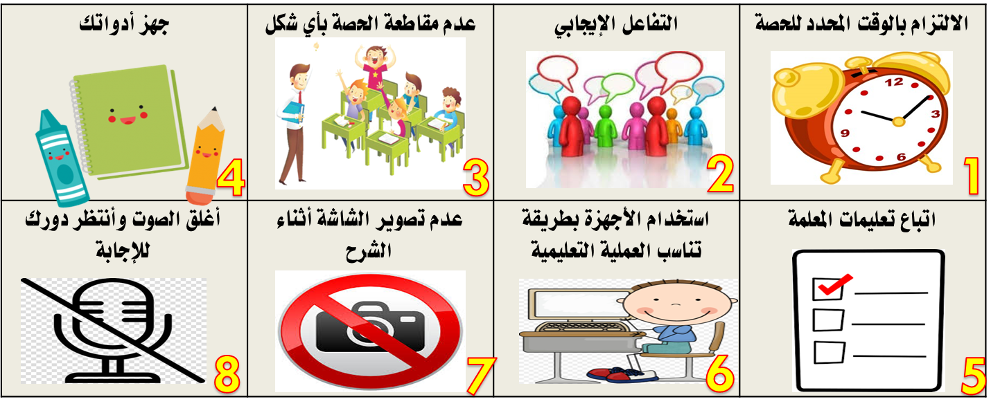 الالتزام بالوقت المحدد للحصة
12
3
9
6
1
التفاعل الإيجابي
2
عدم مقاطعة الحصة بأي شكل
3
جهز أدواتك
4
اتباع تعليمات المعلمة
5
استخدام الأجهزة بطريقة
تناسب العملية التعليمية
6
عدم تصوير الشاشة أثناء
الشرح
7
أغلق الصوت وأنتظر دورك
للإجابة
8